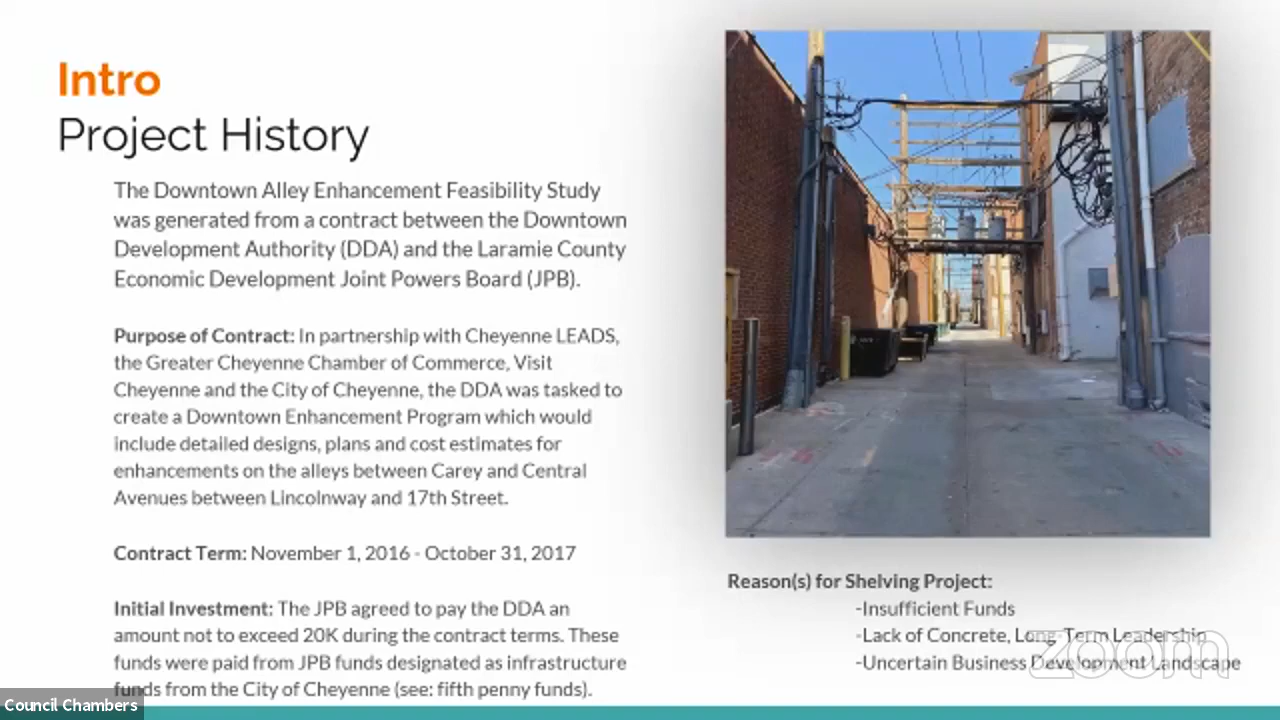 Intro
Project History
The Downtown Alley Enhancement Feasibility Study
was generated from a contract between the Downtown
Development Authority (DDA) and the Laramie County
Economic Development Joint Powers Board (JPB).
Purpose of Contract: In partnership with Cheyenne LEADS,
the Greater Cheyenne Chamber of Commerce, Visit
Cheyenne and the City of Cheyenne, the DDA was tasked to
create a Downtown Enhancement Program which would
include detailed designs, plans and cost estimates for
enhancements on the alleys between Carey and Central
Avenues between Lincolnway and 17th Street.
Contract Term: November 1, 2016 - October 31, 2017
Initial Investment: The JPB agreed to pay the DDA an
amount not to exceed 20K during the contract terms. These
funds were paid from JPB funds designated as infrastructure
funds from the City of Cheyenne (see: fifth penny funds).
Reason(s) for Shelving Project:
-Insufficient Funds
-Lack of Concrete, Long-Term Leadership
-Uncertain Business Development Landscape
zoom
Council Chambers